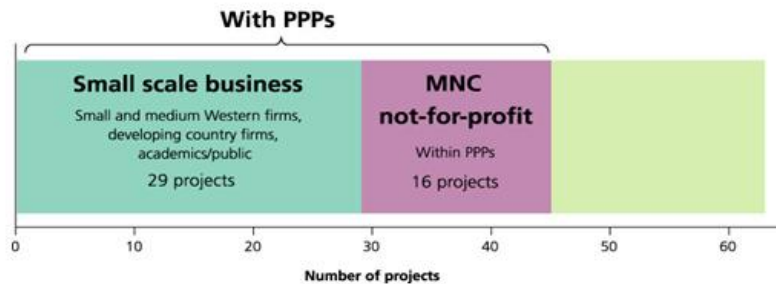 With PPPs
Small scale business
Small and medium Western firms,
developing country firms,
academics/public
29 projects
MNC
not-for-profit
Within PPPs
16 projects
0 10 20 30 40 50 60
Number of projects